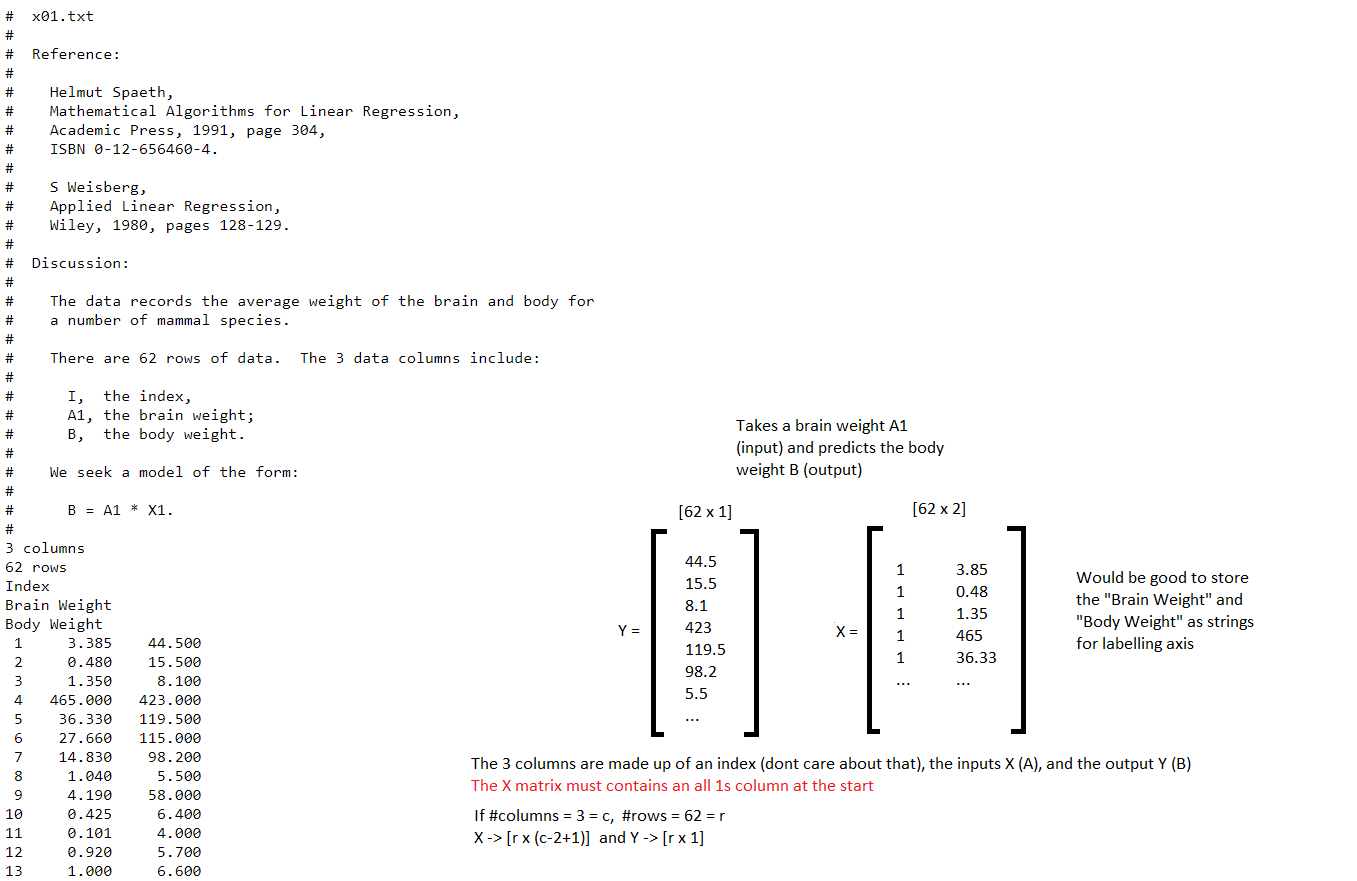 # x01.txt
#
# Reference:
#
# Helmut Spaeth,
# Mathematical Algorithms for Linear Regression,
# Academic Press, 1991, page 304,
# ISBN 0-12-656460-4.
#
# S Weisberg,
# Applied Linear Regression,
# Wiley, 1980, pages 128-129.
#
# Discussion:
#
# The data records the average weight of the brain and body for
# a number of mammal species.
#
# There are 62 rows of data. The 3 data columns include:
#
# I, the index,
# A1, the brain weight;
# B, the body weight.
#
# We seek a model of the form:
#
# B = A1 * X1.
#
3 columns
62 rows
Index
Brain Weight
Body Weight
1 3.385 44.500
2 0.480 15.500
3 1.350 8.100
4 465.000 423.000
5 36.330 119.500
6 27.660 115.000
7 14.830 98.200
8 1.040 5.500
9 4.190 58.000
10 0.425 6.400
11 0.101 4.000
12 0.920 5.700
13 1.000 6.600
Takes a brain weight A1
(input) and predicts the body
weight B (output)
[62 x 1]
Y =
44.5
15.5
8.1
423
119.5
98.2
5.5
...
[62 x 2]
X =
1 3.85
1 0.48
1 1.35
1 465
1 36.33
... ...
Would be good to store
the "Brain Weight" and
"Body Weight" as strings
for labelling axis
The 3 columns are made up of an index (dont care about that), the inputs X (A), and the output Y (B)
The X matrix must contains an all 1s column at the start
If #columns = 3 = c, #rows = 62 = r
X -> [r x (c-2+1)] and Y -> [r x 1]